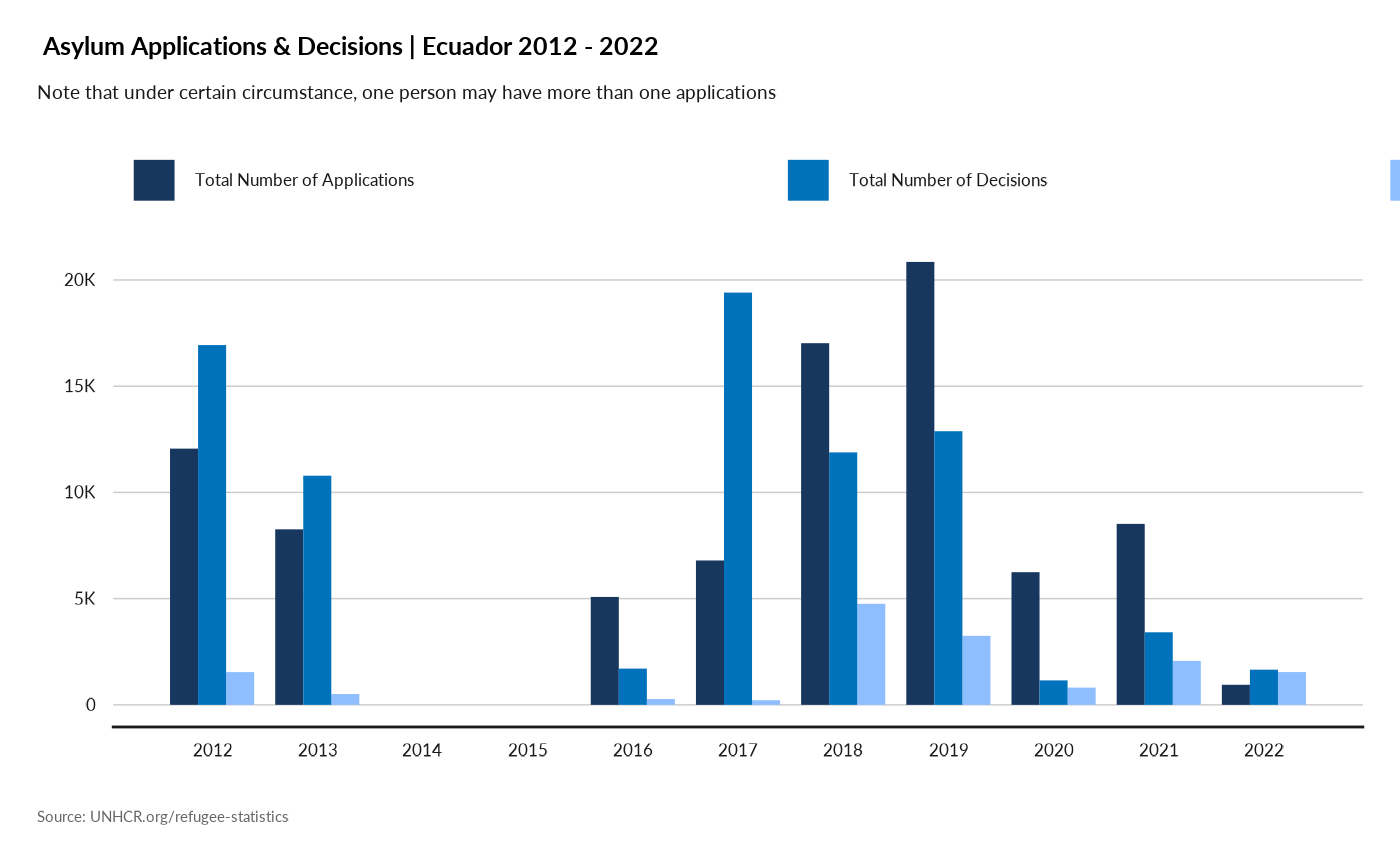 Asylum Applications & Decisions | Ecuador 2012 - 2022
Note that under certain circumstance, one person may have more than one applications
Total Number of Applications
Total Number of Decisions
20K
15K
10K
5K
0
2012 2013 2014 2015 2016 2017 2018 2019 2020 2021 2022
Source: UNHCR.org/refugee-statistics